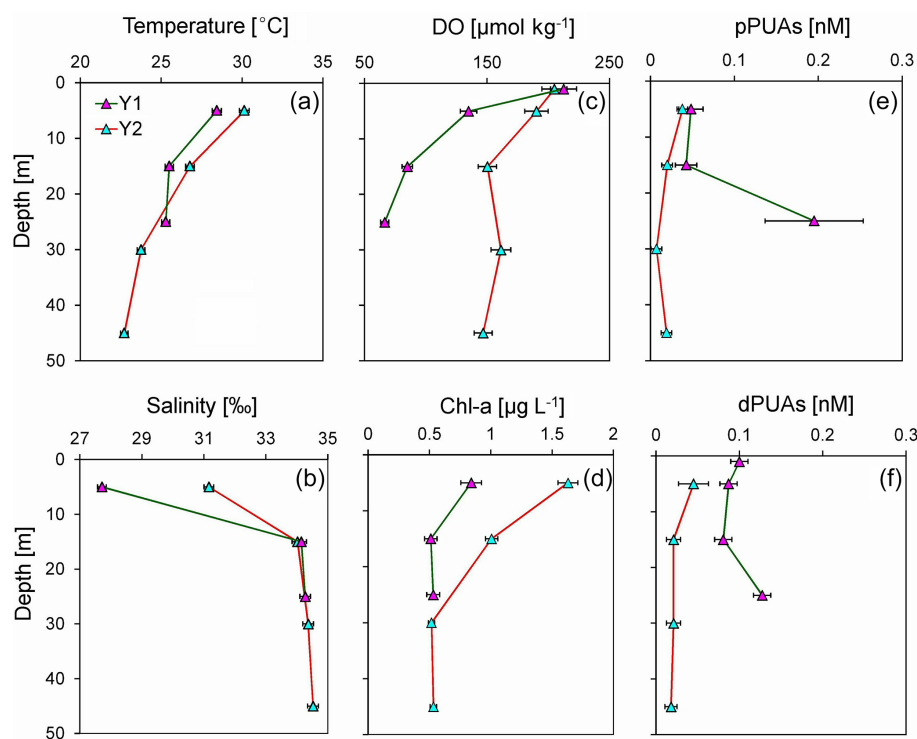 Temperature [°C]
20 25 30 35
0
10
20
30
40
50
Depth [m]
(a)
Y1
Y2
DO [µmol kg⁻¹]
50 150 250
(c)
pPUAs [nM]
0 0.1 0.2 0.3
(e)
Salinity [‰]
27 29 31 33 35
0
10
20
30
40
50
Depth [m]
(b)
Chl-a [µg L⁻¹]
0 0.5 1 1.5 2
(d)
dPUAs [nM]
0 0.1 0.2 0.3
(f)